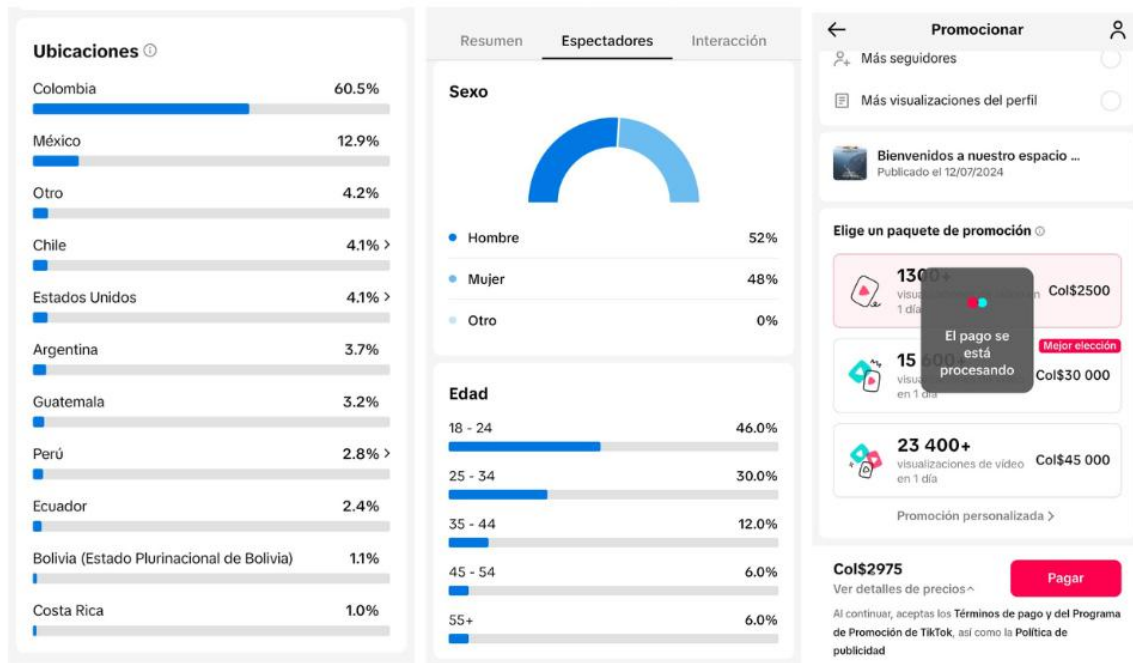 Ubicaciones
Colombia 60.5%
México 12.9%
Otro 4.2%
Chile 4.1% >
Estados Unidos 4.1% >
Argentina 3.7%
Guatemala 3.2%
Perú 2.8% >
Ecuador 2.4%
Bolivia (Estado Plurinacional de Bolivia) 1.1%
Costa Rica 1.0%
Resumen Espectadores Interacción
Sexo
Hombre 52%
Mujer 48%
Otro 0%
Edad
18 - 24 46.0%
25 - 34 30.0%
35 - 44 12.0%
45 - 54 6.0%
55+ 6.0%
Promocionar
Más seguidores
Más visualizaciones del perfil
Bienvenidos a nuestro espacio ...
Publicado el 12/07/2024
Elige un paquete de promoción
1300+
Col$2500
1 día
El pago se
está
procesando
Mejor elección
15 600+
Col$30 000
en 1 día
23 400+
visualizaciones de vídeo
en 1 día
Col$45 000
Promoción personalizada >
Col$2975
Ver detalles de precios
Pagar
Al continuar, aceptas los Términos de pago y del Programa
de Promoción de TikTok, así como la Política de
publicidad